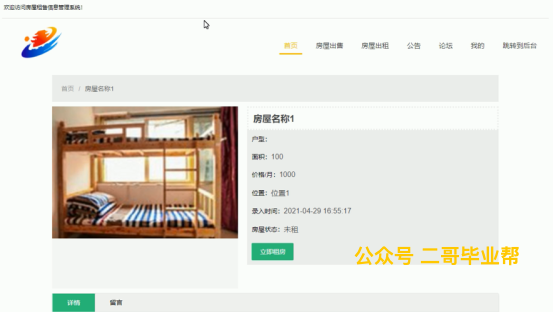 欢迎访问房屋租售信息管理系统!
首页 房屋出售 房屋出租 公告 论坛 我的 跳转到后台
首页 / 房屋名称1
房屋名称1
户型:
面积: 100
价格/月: 1000
位置: 位置1
录入时间: 2021-04-29 16:55:17
房屋状态: 未租
立即租房
公众号 二哥毕业帮
详情 留言